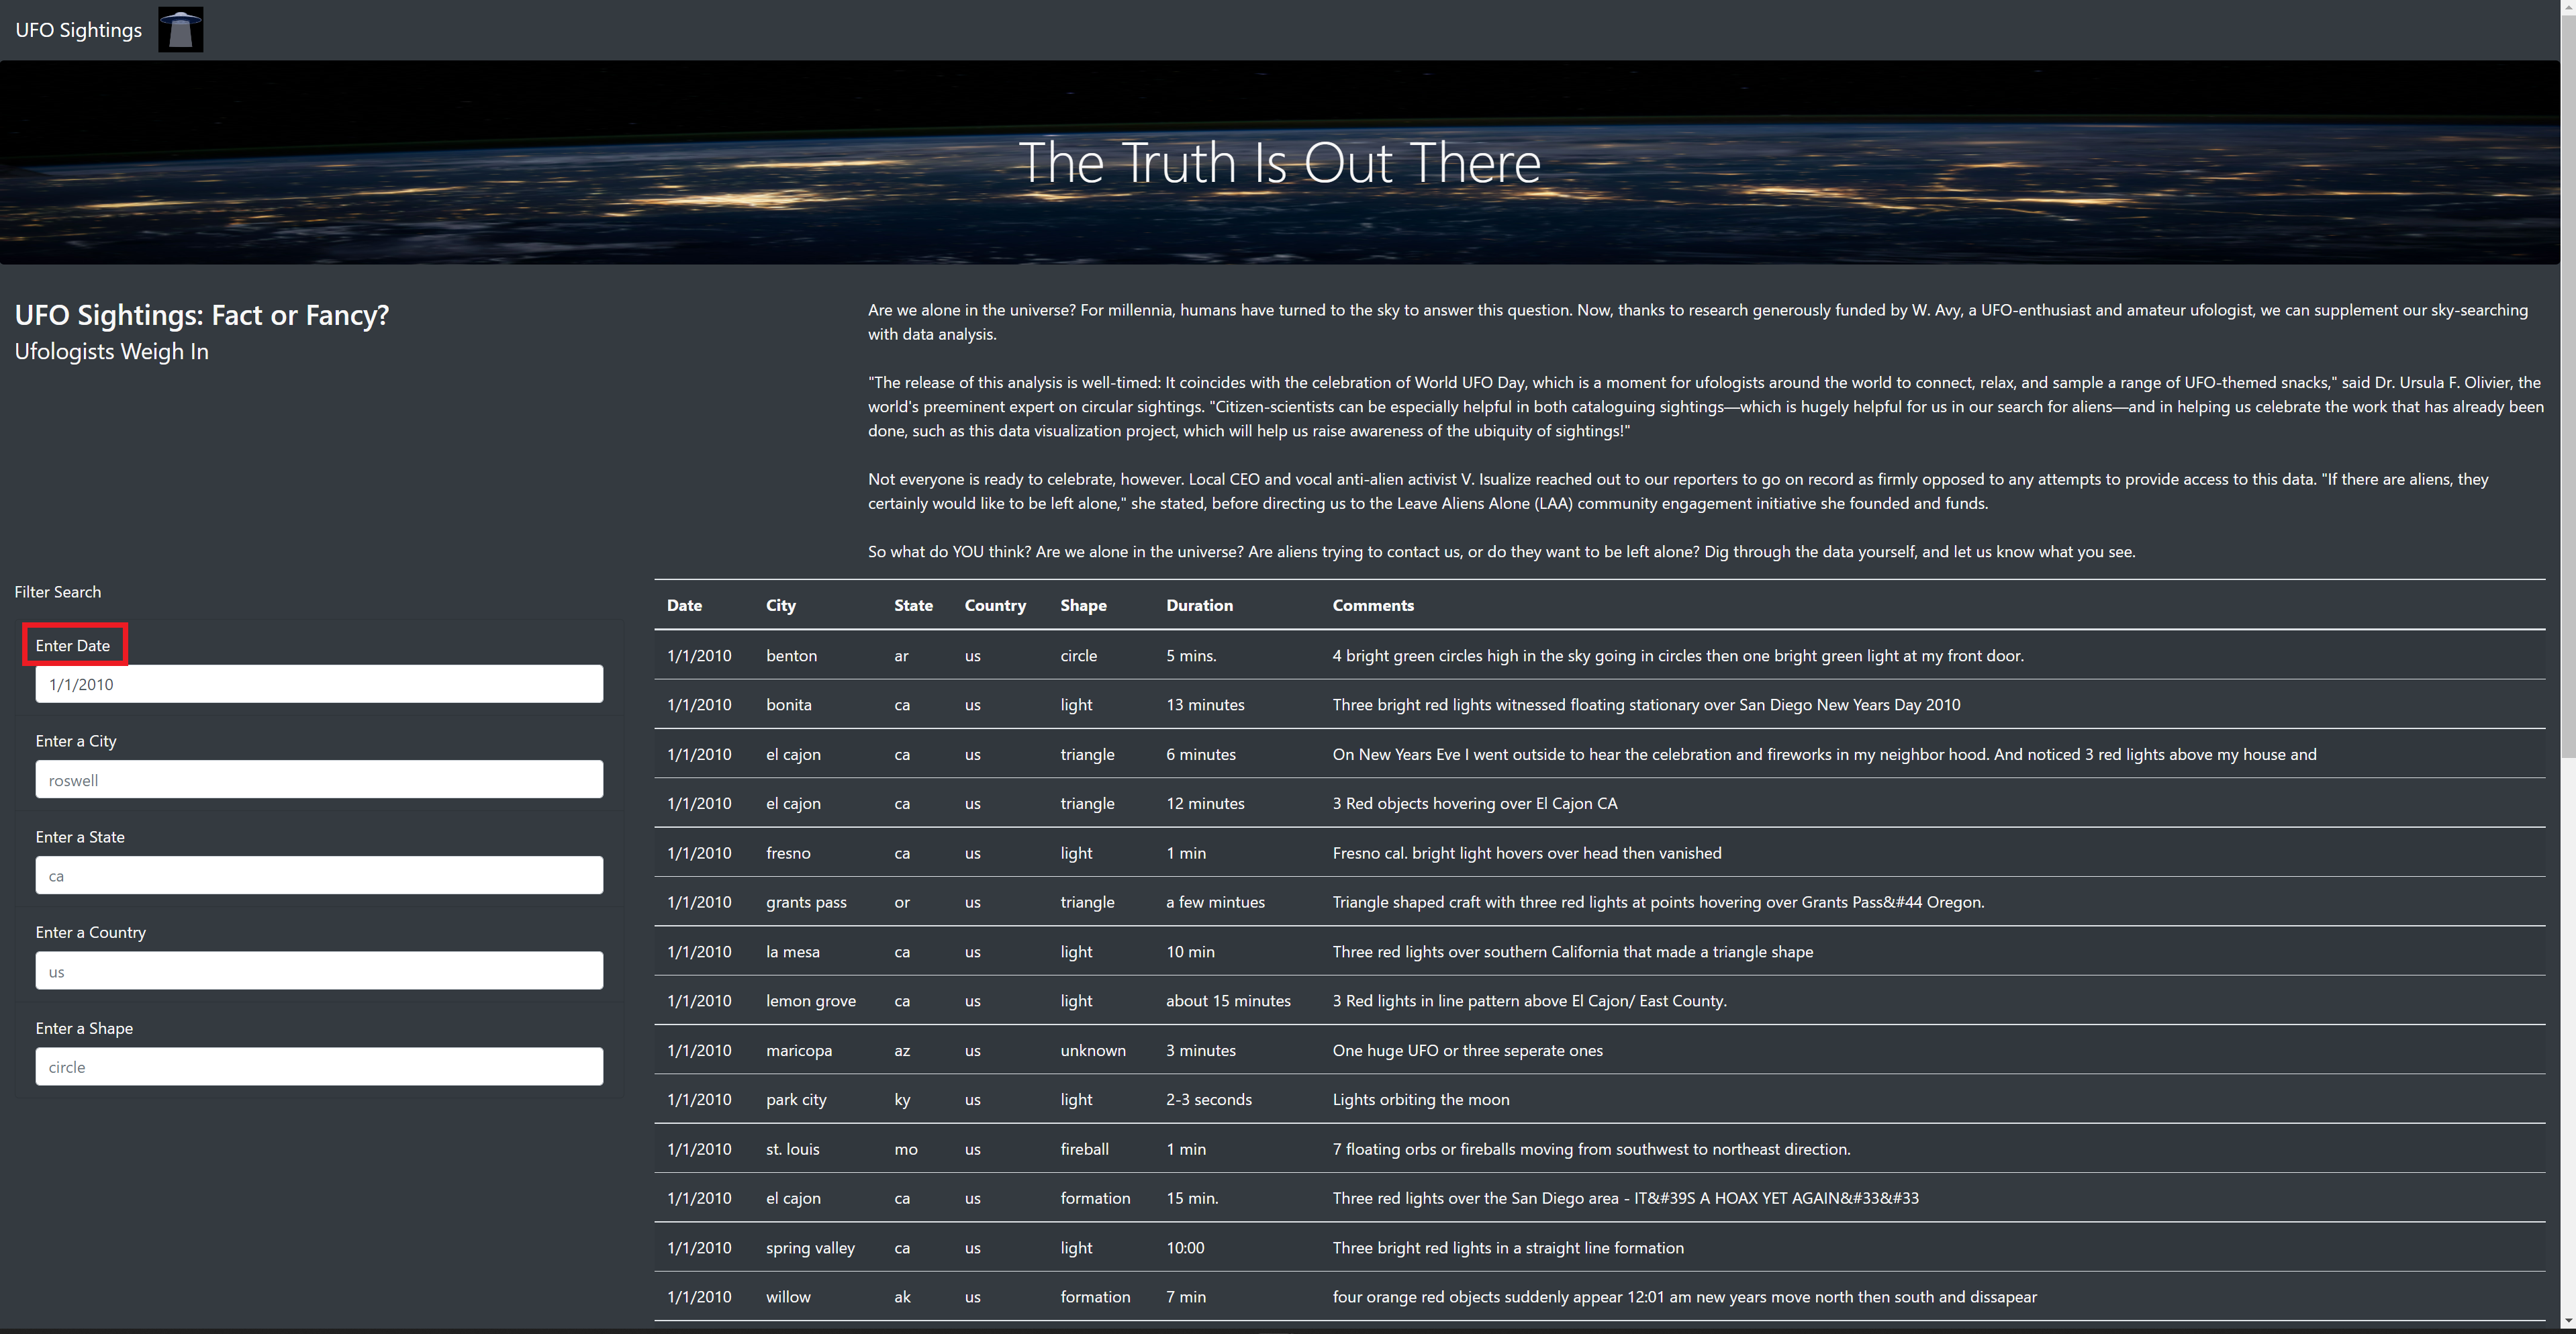 UFO Sightings
The Truth Is Out There
UFO Sightings: Fact or Fancy?
Ufologists Weigh In
Are we alone in the universe? For millennia, humans have turned to the sky to answer this question. Now, thanks to research generously funded by W. Avy, a UFO-enthusiast and amateur ufologist, we can supplement our sky-searching
with data analysis.
"The release of this analysis is well-timed: It coincides with the celebration of World UFO Day, which is a moment for ufologists around the world to connect, relax, and sample a range of UFO-themed snacks," said Dr. Ursula F. Olivier, the
world's preeminent expert on circular sightings. "Citizen-scientists can be especially helpful in both cataloguing sightings—which is hugely helpful for us in our search for aliens—and in helping us celebrate the work that has already been
done, such as this data visualization project, which will help us raise awareness of the ubiquity of sightings!"
Not everyone is ready to celebrate, however. Local CEO and vocal anti-alien activist V. Isualize reached out to our reporters to go on record as firmly opposed to any attempts to provide access to this data. "If there are aliens, they
certainly would like to be left alone," she stated, before directing us to the Leave Aliens Alone (LAA) community engagement initiative she founded and funds.
So what do YOU think? Are we alone in the universe? Are aliens trying to contact us, or do they want to be left alone? Dig through the data yourself, and let us know what you see.
Filter Search
Enter Date
1/1/2010
Enter a City
roswell
Enter a State
ca
Enter a Country
us
Enter a Shape
circle
Date City State Country Shape Duration Comments
1/1/2010 benton ar us circle 5 mins. 4 bright green circles high in the sky going in circles then one bright green light at my front door.
1/1/2010 bonita ca us light 13 minutes Three bright red lights witnessed floating stationary over San Diego New Years Day 2010
1/1/2010 el cajon ca us triangle 6 minutes On New Years Eve I went outside to hear the celebration and fireworks in my neighbor hood. And noticed 3 red lights above my house and
1/1/2010 el cajon ca us triangle 12 minutes 3 Red objects hovering over El Cajon CA
1/1/2010 fresno ca us light 1 min Fresno cal. bright light hovers over head then vanished
1/1/2010 grants pass or us triangle a few mintues Triangle shaped craft with three red lights at points hovering over Grants Pass&#44 Oregon.
1/1/2010 la mesa ca us light 10 min Three red lights over southern California that made a triangle shape
1/1/2010 lemon grove ca us light about 15 minutes 3 Red lights in line pattern above El Cajon/ East County.
1/1/2010 maricopa az us unknown 3 minutes One huge UFO or three seperate ones
1/1/2010 park city ky us light 2-3 seconds Lights orbiting the moon
1/1/2010 st. louis mo us fireball 1 min 7 floating orbs or fireballs moving from southwest to northeast direction.
1/1/2010 el cajon ca us formation 15 min. Three red lights over the San Diego area - IT&#39S A HOAX YET AGAIN&#33&#33
1/1/2010 spring valley ca us light 10:00 Three bright red lights in a straight line formation
1/1/2010 willow ak us formation 7 min four orange red objects suddenly appear 12:01 am new years move north then south and dissapear